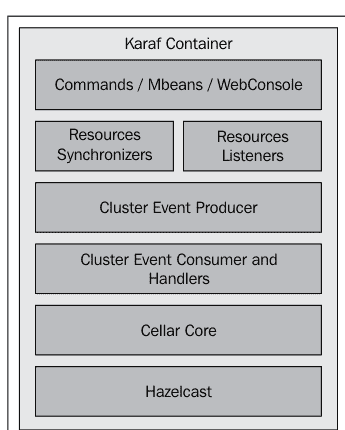 Karaf Container
Commands / Mbeans / WebConsole
Resources
Synchronizers
Resources
Listeners
Cluster Event Producer
Cluster Event Consumer and
Handlers
Cellar Core
Hazelcast